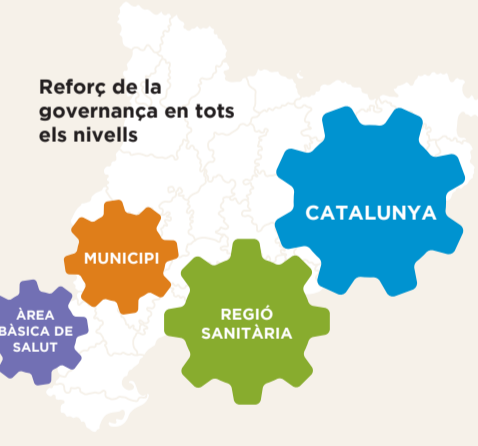 Reforç de la
governança en tots
els nivells
CATALUNYA
MUNICIPI
REGIÓ
SANITÀRIA
ÀREA
BÀSICA DE
SALUT